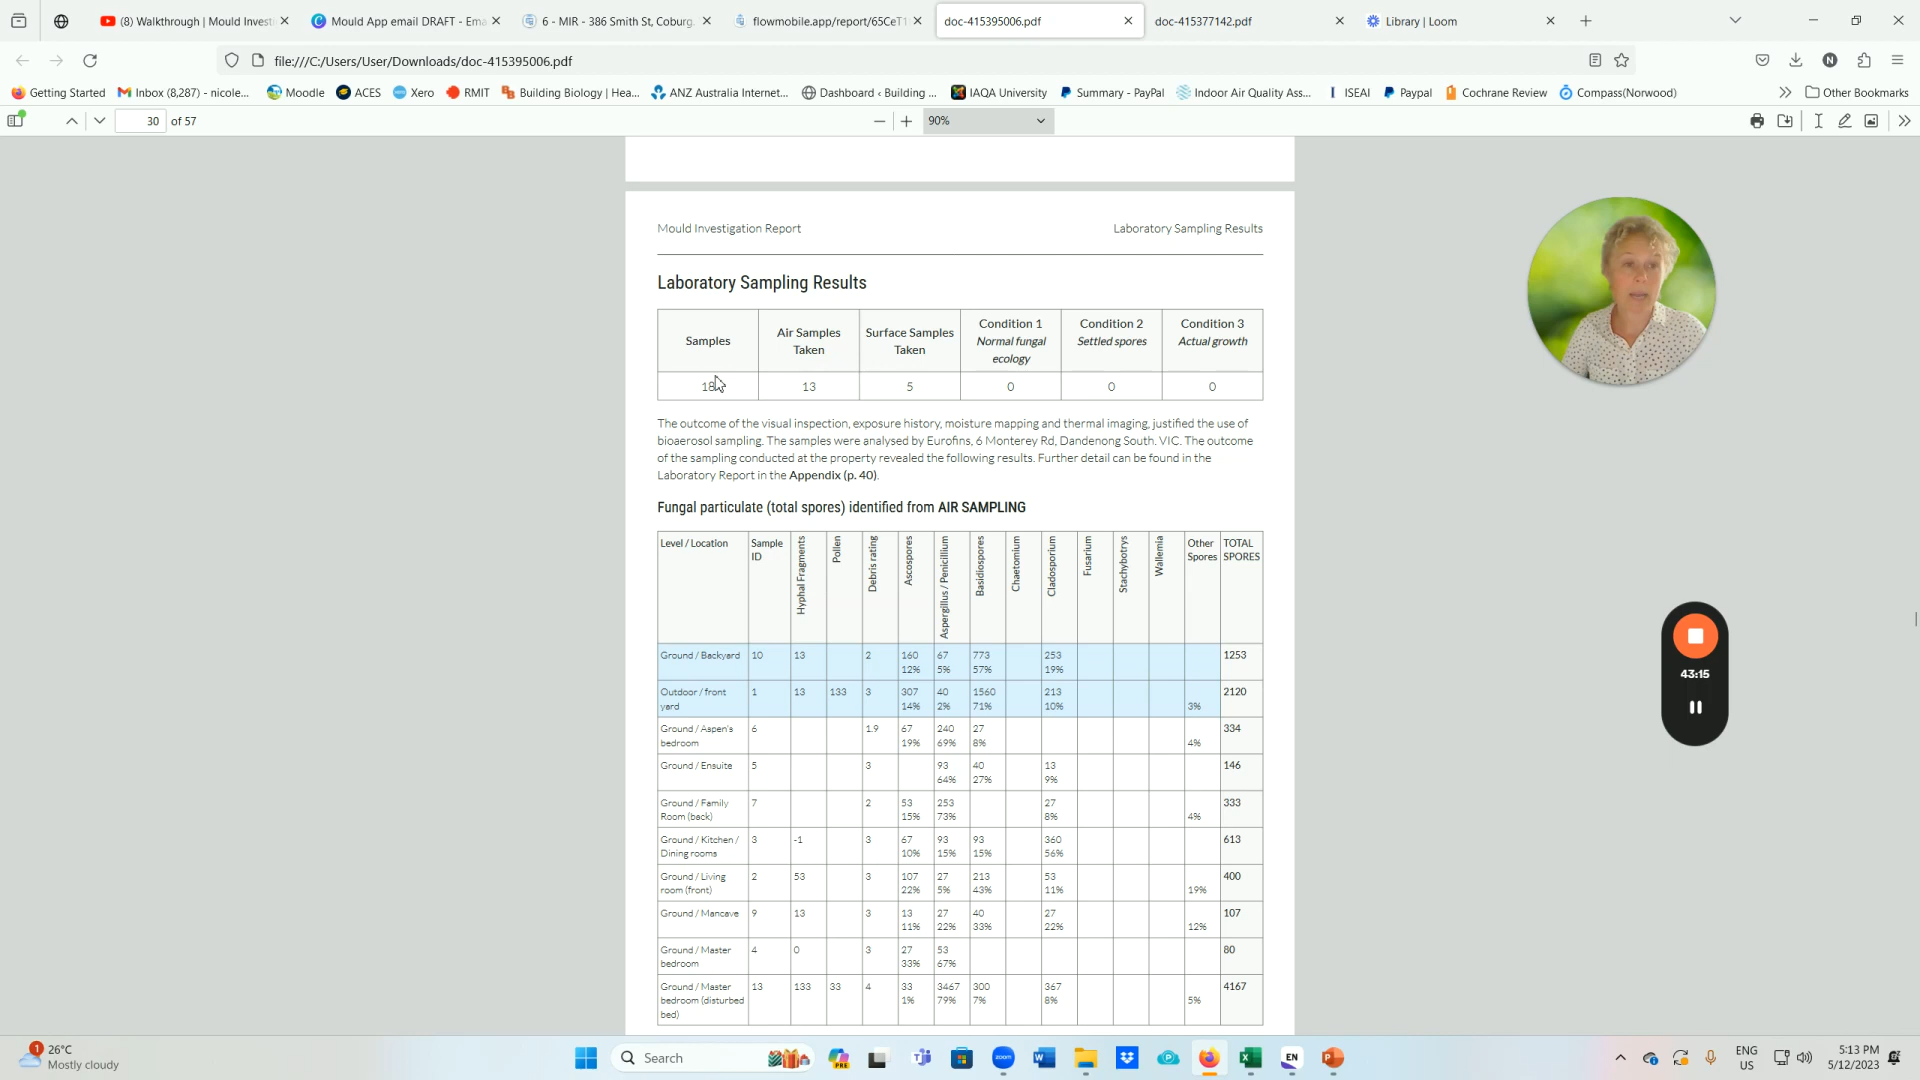 (8) Walkthrough | Mould Investi
Mould App email DRAFT - Ema
6 - MIR - 386 Smith St, Coburg
flowmobile.app/report/65CeT1
doc-415395006.pdf
doc-415377142.pdf
Library | Loom
file:///C:/Users/User/Downloads/doc-415395006.pdf
N
Getting Started
Inbox (8,287) - nicole...
Moodle
ACES
Xero
RMIT
Building Biology | Hea...
ANZ Australia Internet...
Dashboard ‹ Building ...
IAQA University
Summary - PayPal
Indoor Air Quality Ass...
ISEAI
Paypal
Cochrane Review
Compass(Norwood)
Other Bookmarks
30 of 57
90%
Mould Investigation Report
Laboratory Sampling Results
Laboratory Sampling Results
Samples
Air Samples Taken
Surface Samples Taken
Condition 1 Normal fungal ecology
Condition 2 Settled spores
Condition 3 Actual growth
18 13 5 0 0 0
The outcome of the visual inspection, exposure history, moisture mapping and thermal imaging, justified the use of
bioaerosol sampling. The samples were analysed by Eurofins, 6 Monterey Rd, Dandenong South. VIC. The outcome
of the sampling conducted at the property revealed the following results. Further detail can be found in the
Laboratory Report in the Appendix (p. 40).
Fungal particulate (total spores) identified from AIR SAMPLING
Level / Location
Sample ID
Hyphal Fragments
Pollen
Debris rating
Ascospores
Aspergillus / Penicillium
Basidiospores
Chaetomium
Cladosporium
Fusarium
Stachybotrys
Wallemia
Other Spores
TOTAL SPORES
Ground / Backyard 10 13 2 160 67 773 253 1253
12% 5% 57% 19%
Outdoor / front 1 13 133 3 307 40 1560 213 2120
yard 14% 2% 71% 10% 3%
Ground / Aspen's 6 1.9 67 240 27 334
bedroom 19% 69% 8% 4%
Ground / Ensuite 5 3 93 40 13 146
64% 27% 9%
Ground / Family 7 2 53 253 27 333
Room (back) 15% 73% 8% 4%
Ground / Kitchen / 3 -1 3 67 93 93 360 613
Dining rooms 10% 15% 15% 56%
Ground / Living 2 53 3 107 27 213 53 400
room (front) 22% 5% 43% 11% 19%
Ground / Mancave 9 13 3 13 27 40 27 107
11% 22% 33% 22% 12%
Ground / Master 4 0 3 27 53 80
bedroom 33% 67%
Ground / Master 13 133 33 4 33 3467 300 367 4167
bedroom (disturbed 1% 79% 7% 8% 5%
bed)
43:15
1
26°C
Mostly cloudy
Search
PRE
zoom
EN
ENG
US
5:13 PM
5/12/2023